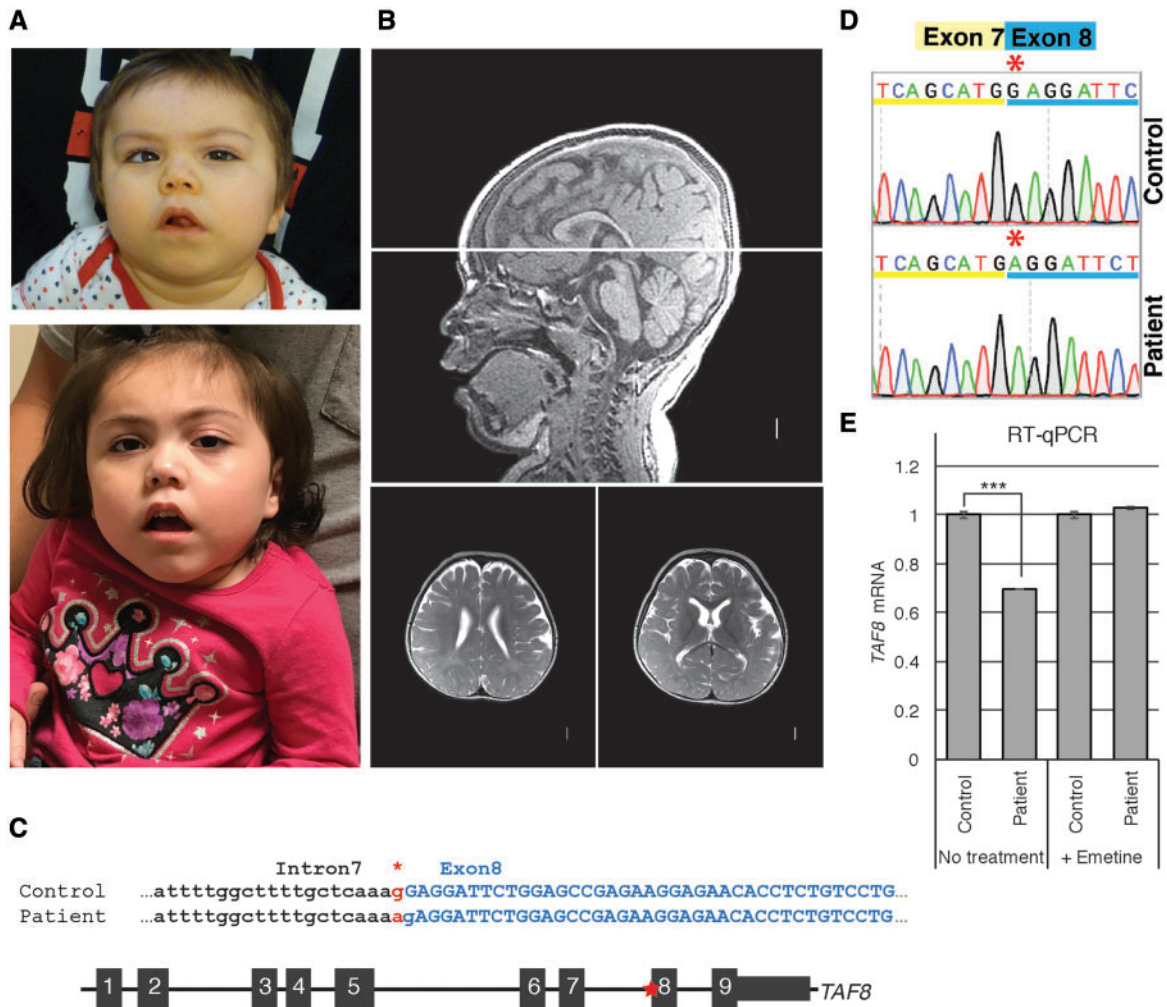 A
B
D
Exon 7 Exon 8
*
TCAGCATGGAGGATTC
Control
*
TCAGCATGAGGATTCT
Patient
E
RT-qPCR
***
1.2
1
0.8
0.6
0.4
0.2
0
TAF8 mRNA
Control
Patient
Control
Patient
No treatment
+ Emetine
C
Intron7 * Exon8
Control …attttggcttttgctcaaagGAGGATTCTGGAGCCGAGAAGGAGAACACCTCTGTCCTG…
Patient …attttggcttttgctcaaaagAGGATTCTGGAGCCGAGAAGGAGAACACCTCTGTCCTG…
1 2 3 4 5 6 7 8 9 TAF8